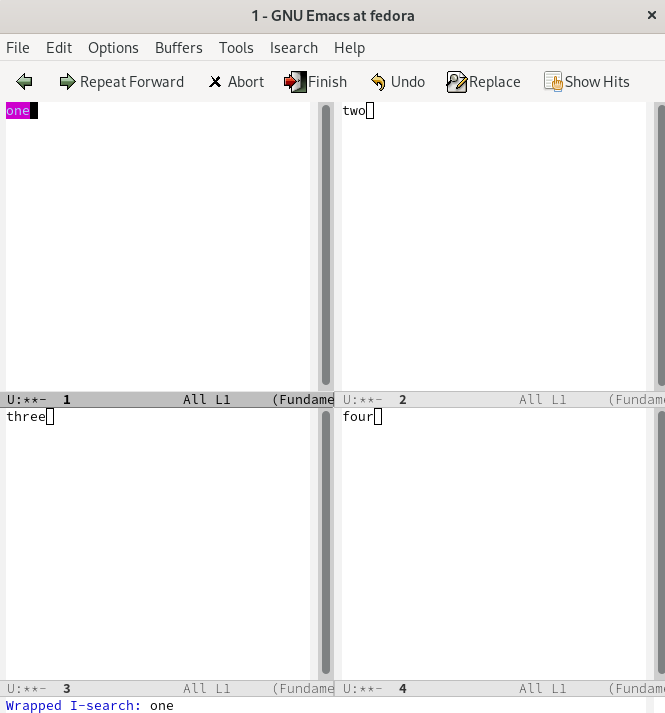 1 - GNU Emacs at fedora ×
File Edit Options Buffers Tools Isearch Help
Repeat Forward Abort Finish Undo Replace Show Hits
one
two
U:**- 1 All L1 (Fundame
U:**- 2 All L1 (Fundame
three
four
U:**- 3 All L1 (Fundame
U:**- 4 All L1 (Fundame
Wrapped I-search: one